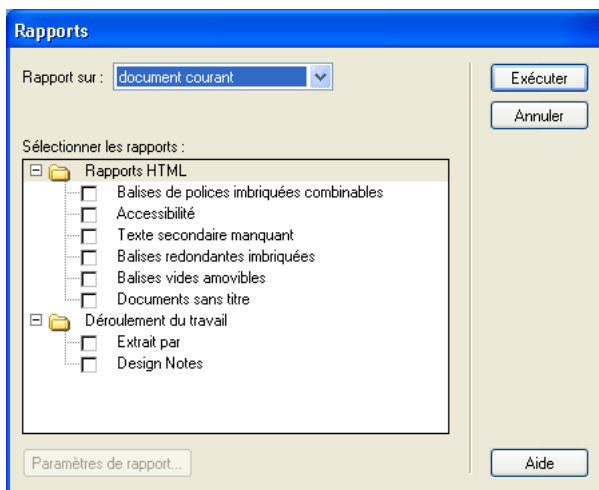 Rapports
Rapport sur : document courant
Exécuter
Annuler
Sélectionner les rapports :
Rapports HTML
Balises de polices imbriquées combinables
Accessibilité
Texte secondaire manquant
Balises redondantes imbriquées
Balises vides amovibles
Documents sans titre
Déroulement du travail
Extrait par
Design Notes
Paramètres de rapport...
Aide